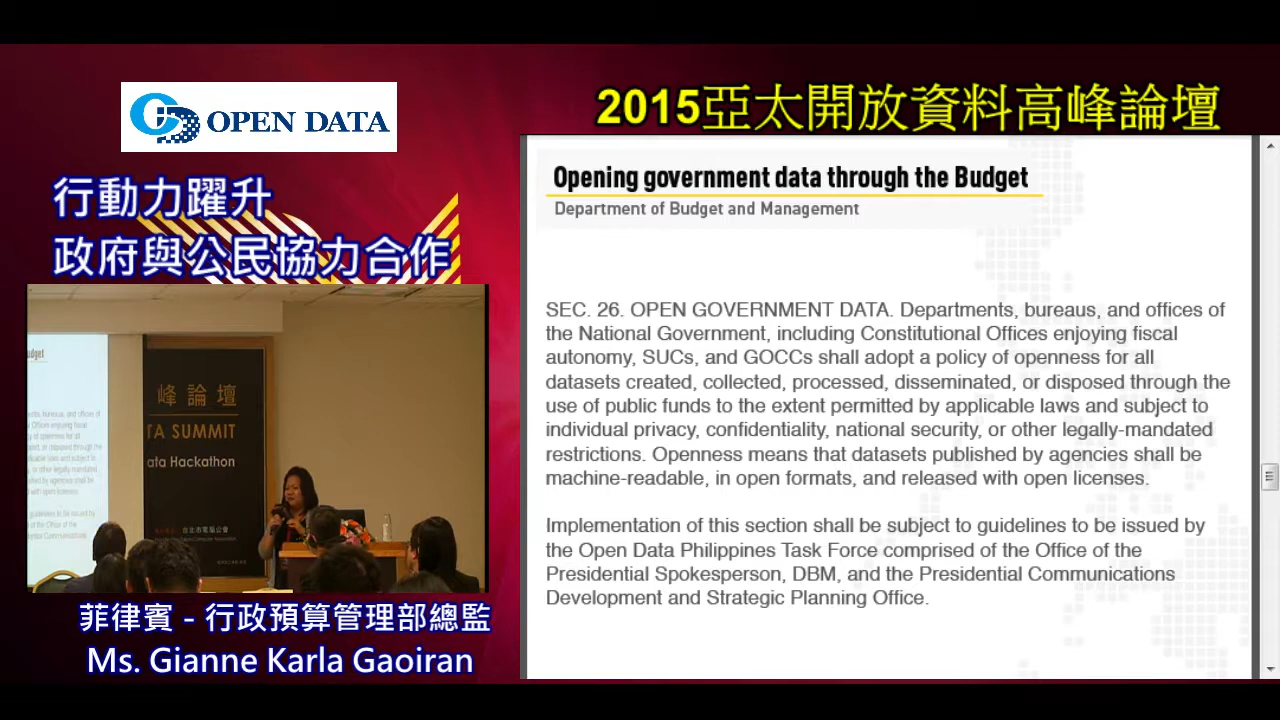 2015亞太開放資料高峰論壇
OPEN DATA
行動力躍升
政府與公民協力合作
Opening government data through the Budget
Department of Budget and Management
SEC. 26. OPEN GOVERNMENT DATA. Departments, bureaus, and offices of
the National Government, including Constitutional Offices enjoying fiscal
autonomy, SUCs, and GOCCs shall adopt a policy of openness for all
datasets created, collected, processed, disseminated, or disposed through the
use of public funds to the extent permitted by applicable laws and subject to
individual privacy, confidentiality, national security, or other legally-mandated
restrictions. Openness means that datasets published by agencies shall be
machine-readable, in open formats, and released with open licenses.
Implementation of this section shall be subject to guidelines to be issued by
the Open Data Philippines Task Force comprised of the Office of the
Presidential Spokesperson, DBM, and the Presidential Communications
Development and Strategic Planning Office.
峰論壇
TA SUMMIT
ata Hackathon
台北市電腦公會
菲律賓 - 行政預算管理部總監
Ms. Gianne Karla Gaoiran